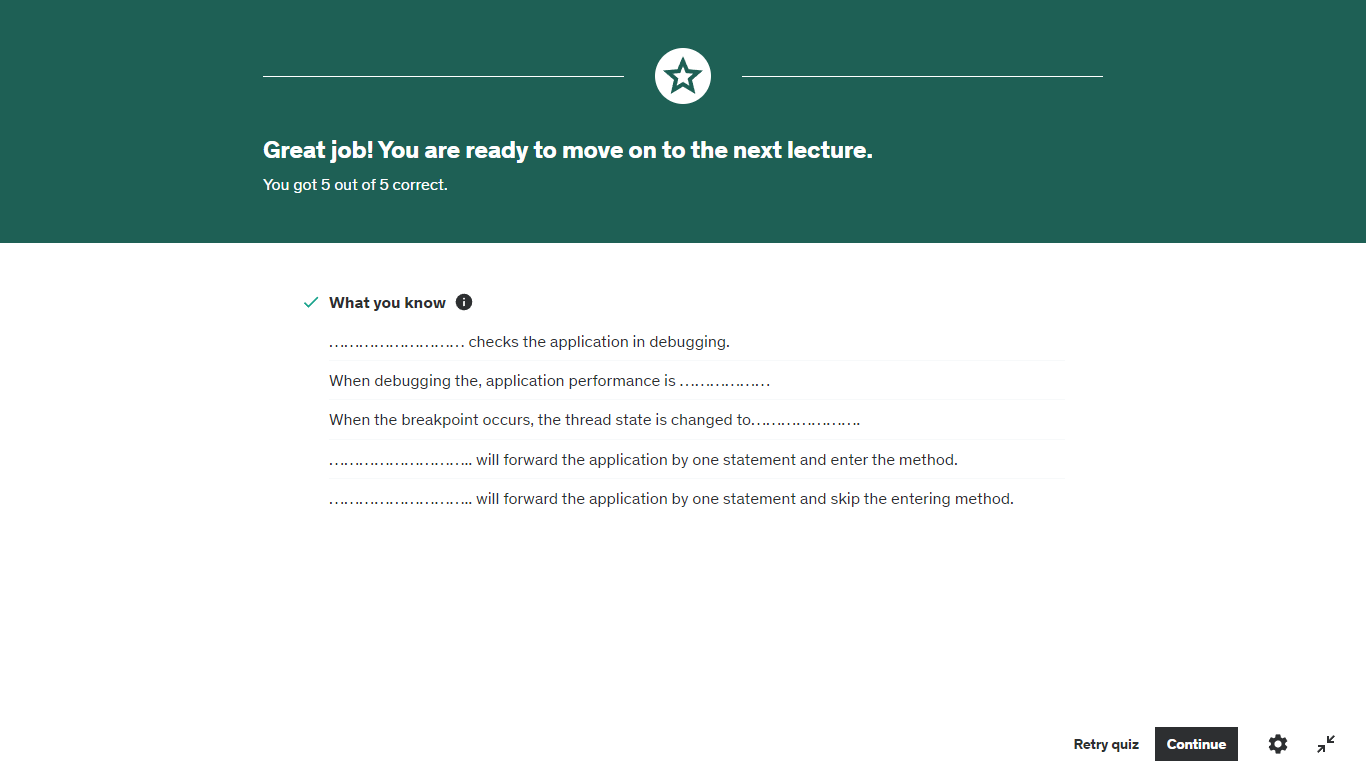 Great job! You are ready to move on to the next lecture.
You got 5 out of 5 correct.
What you know
……………………… checks the application in debugging.
When debugging the, application performance is ………………
When the breakpoint occurs, the thread state is changed to………………….
……………………….. will forward the application by one statement and enter the method.
……………………….. will forward the application by one statement and skip the entering method.
Retry quiz Continue